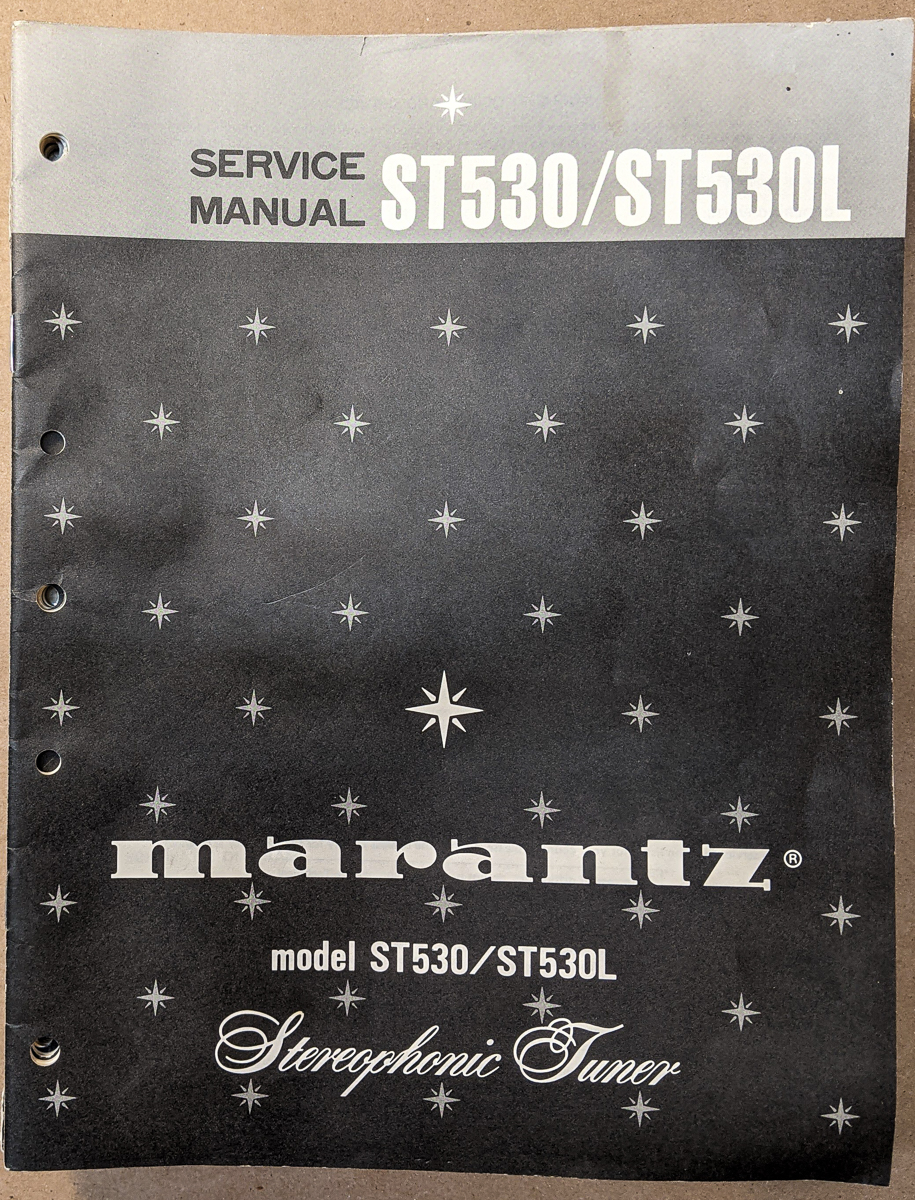 SERVICE
MANUAL ST530/ST530L
marantz®
model ST530/ST530L
Stereophonic Tuner